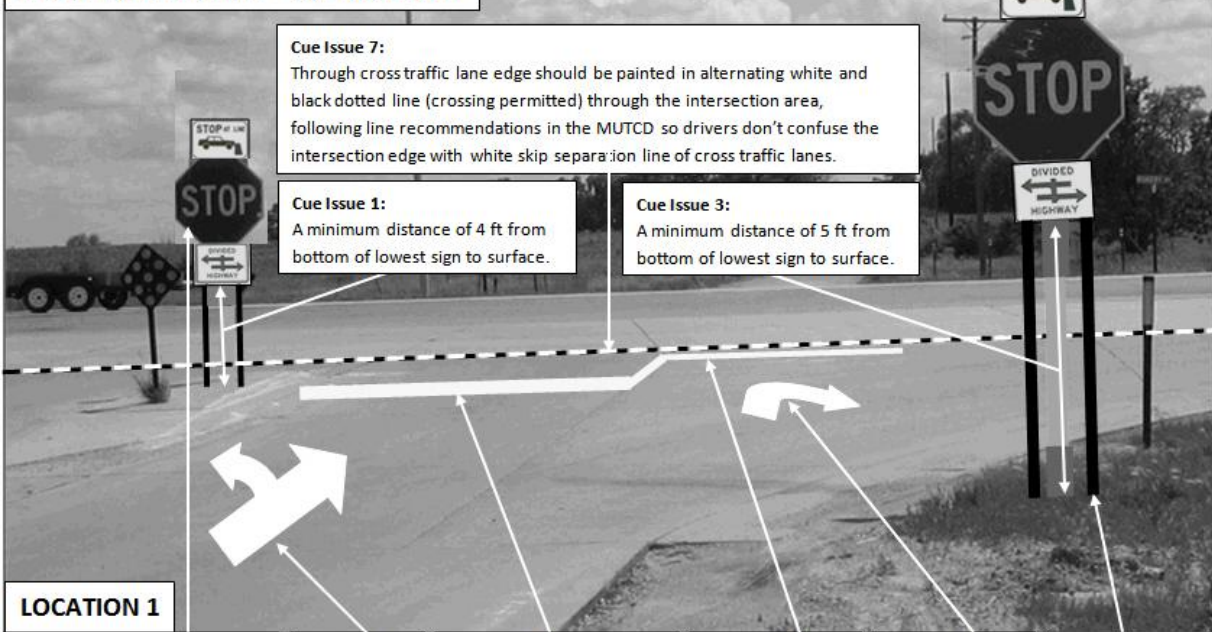 Cue Issue 7:
Through cross traffic lane edge should be painted in alternating white and
black dotted line (crossing permitted) through the intersection area,
following line recommendations in the MUTCD so drivers don't confuse the
intersection edge with white skip separation line of cross traffic lanes.
STOP AT LINE
STOP
DIVIDED
HIGHWAY
Cue Issue 1:
A minimum distance of 4 ft from
bottom of lowest sign to surface.
Cue Issue 3:
A minimum distance of 5 ft from
bottom of lowest sign to surface.
STOP
DIVIDED
HIGHWAY
LOCATION 1